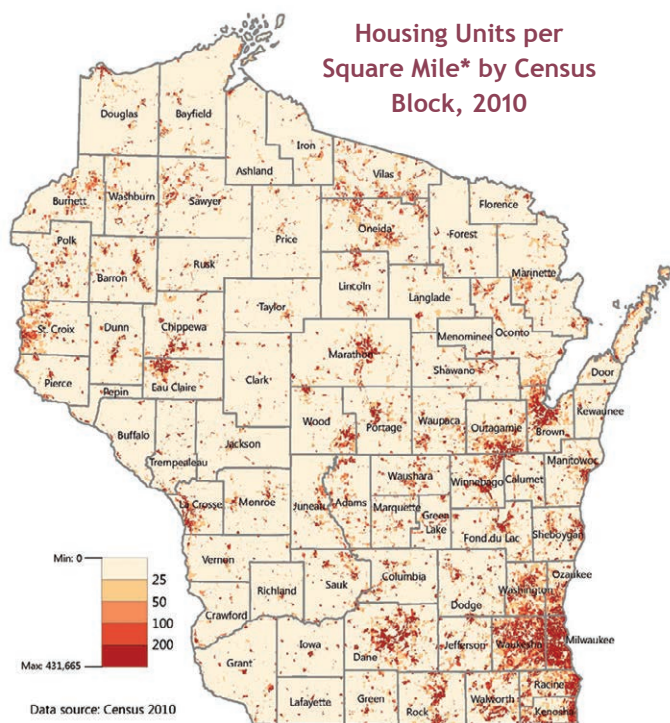 Housing Units per
Square Mile* by Census
Block, 2010
Douglas
Bayfield
Iron
Ashland
Vilas
Burnett
Washburn
Sawyer
Florence
Oneida
Forest
Price
Polk
Rusk
Marinette
Barron
Lincoln
Langlade
Taylor
St. Croix
Dunn
Chippewa
Menominee
Oconto
Marathon
Pierce
Eau Claire
Clark
Shawano
Door
Pepin
Kewaunee
Wood
Portage
Waupaca
Outagamie
Brown
Buffalo
Jackson
Trempealeau
Manitowoc
Waushara
Winnebago
Calumet
La Crosse
Monroe
Juneau
Adams
Marquette
Green
Lake
Fond du Lac
Sheboygan
Vernon
Min: 0
25
50
100
200
Max: 431,665
Sauk
Columbia
Ozaukee
Richland
Dodge
Washington
Crawford
Iowa
Dane
Jefferson
Waukesha
Milwaukee
Grant
Racine
Lafayette
Green
Rock
Walworth
Kenosha
Data source: Census 2010